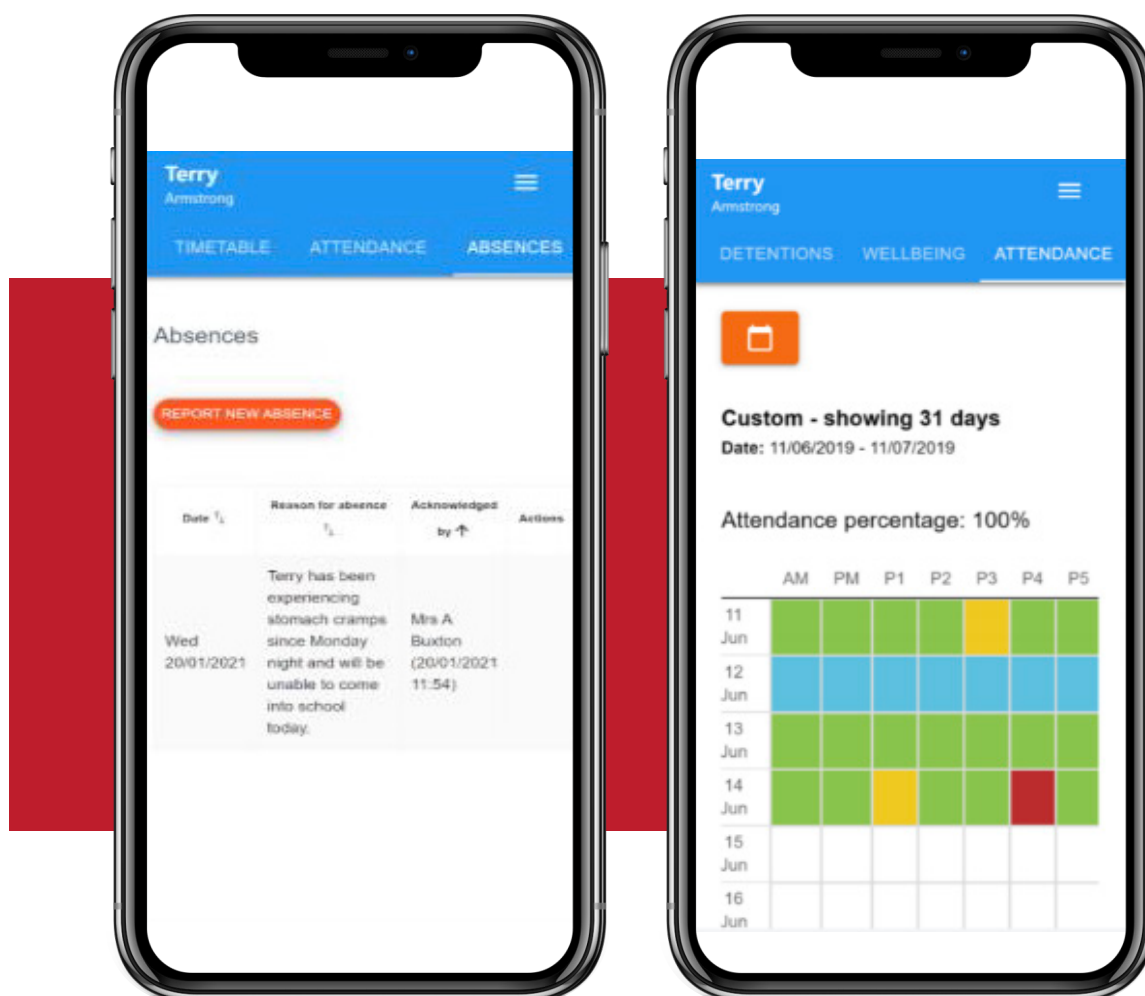 Terry
Armstrong
TIMETABLE ATTENDANCE ABSENCES
Absences
REPORT NEW ABSENCE
Date Reason for absence Acknowledged by Actions
Wed 20/01/2021
Terry has been
experiencing
stomach cramps
since Monday
night and will be
unable to come
into school
today.
Mrs A
Buxton
(20/01/2021
11:54)
Terry
Armstrong
DETENTIONS WELLBEING ATTENDANCE
Custom - showing 31 days
Date: 11/06/2019 - 11/07/2019
Attendance percentage: 100%
AM PM P1 P2 P3 P4 P5
11
Jun
12
Jun
13
Jun
14
Jun
15
Jun
16
Jun